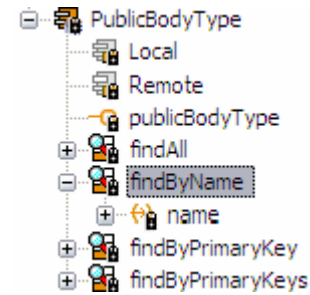 PublicBodyType
Local
Remote
publicBodyType
findAll
findByName
name
findByPrimaryKey
findByPrimaryKeys